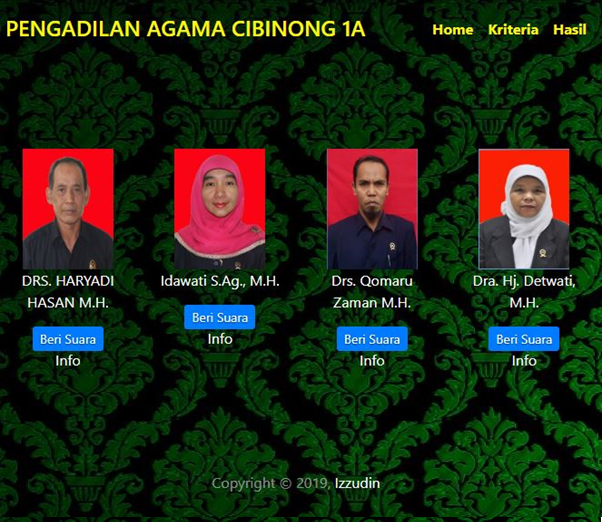 PENGADILAN AGAMA CIBINONG 1A
Home Kriteria Hasil
DRS. HARYADI
HASAN M.H.
Beri Suara
Info
Idawati S.Ag., M.H.
Beri Suara
Info
Drs. Qomaru
Zaman M.H.
Beri Suara
Info
Dra. Hj. Detwati,
M.H.
Beri Suara
Info
Copyright © 2019, Izzudin